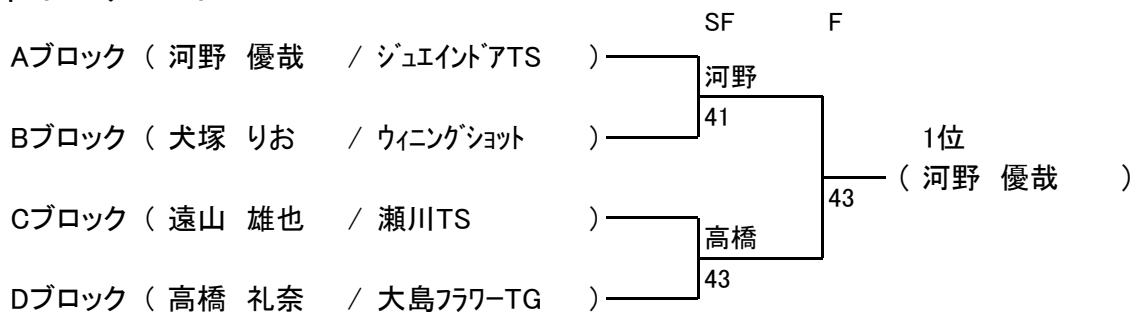 SF F
Aブロック ( 河野 優哉 / ジュエインドアTS )
河野
41
Bブロック ( 犬塚 りお / ウィニングショット )
1位
( 河野 優哉 )
43
Cブロック ( 遠山 雄也 / 瀬川TS )
高橋
43
Dブロック ( 高橋 礼奈 / 大島フラワーTG )